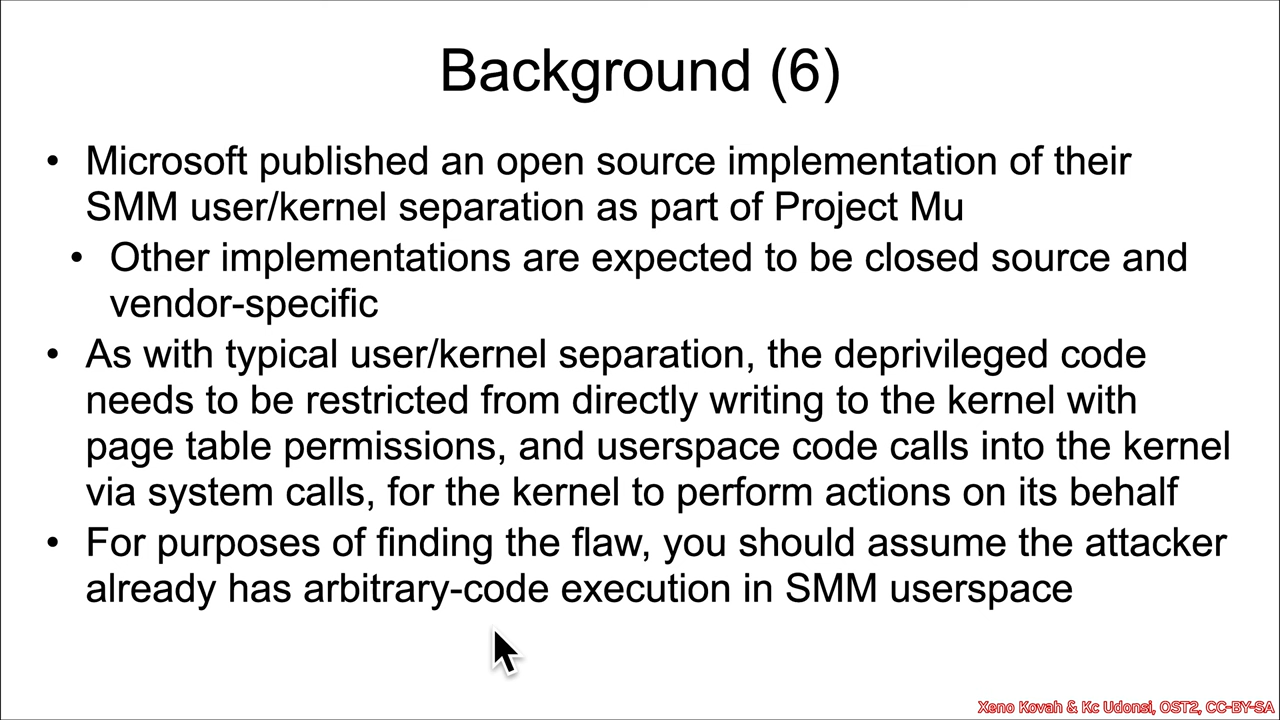 Background (6)
• Microsoft published an open source implementation of their
SMM user/kernel separation as part of Project Mu
• Other implementations are expected to be closed source and
vendor-specific
• As with typical user/kernel separation, the deprivileged code
needs to be restricted from directly writing to the kernel with
page table permissions, and userspace code calls into the kernel
via system calls, for the kernel to perform actions on its behalf
• For purposes of finding the flaw, you should assume the attacker
already has arbitrary-code execution in SMM userspace
Xeno Kovah & Kc Udonsi, OST2, CC-BY-SA